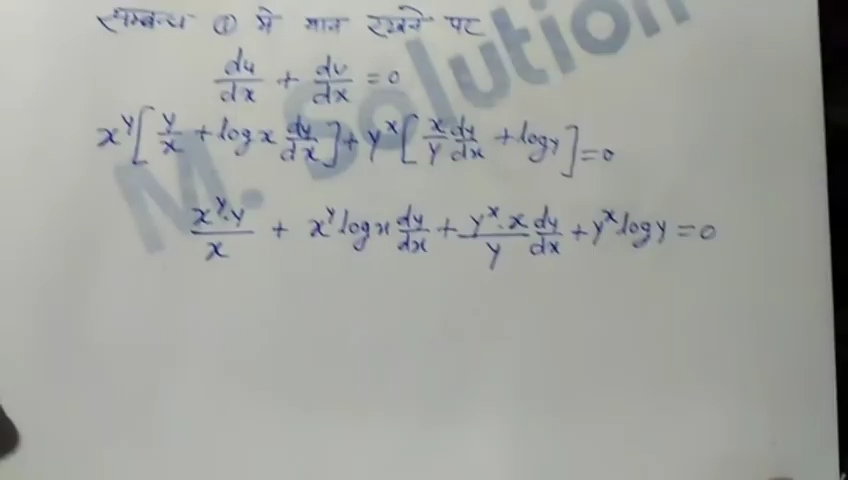 सम्बन्ध ① में मान रखने पर
du/dx + dv/dx = 0
x^y[y/x + log x dy/dx] + y^x[x/y dy/dx + log y] = 0
x^y·y/x + x^y log x dy/dx + y^x·x/y dy/dx + y^x log y = 0
M. Solution